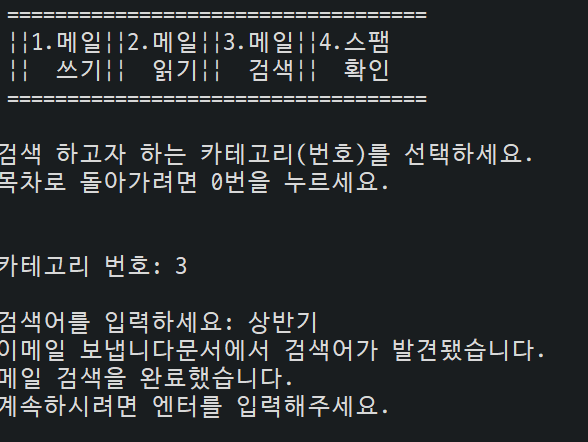 ===================================
¦¦1.메일¦¦2.메일¦¦3.메일¦¦4.스팸
¦¦  쓰기¦¦  읽기¦¦  검색¦¦  확인
===================================
검색 하고자 하는 카테고리(번호)를 선택하세요.
목차로 돌아가려면 0번을 누르세요.
카테고리 번호: 3
검색어를 입력하세요: 상반기
이메일 보냅니다문서에서 검색어가 발견됐습니다.
메일 검색을 완료했습니다.
계속하시려면 엔터를 입력해주세요.